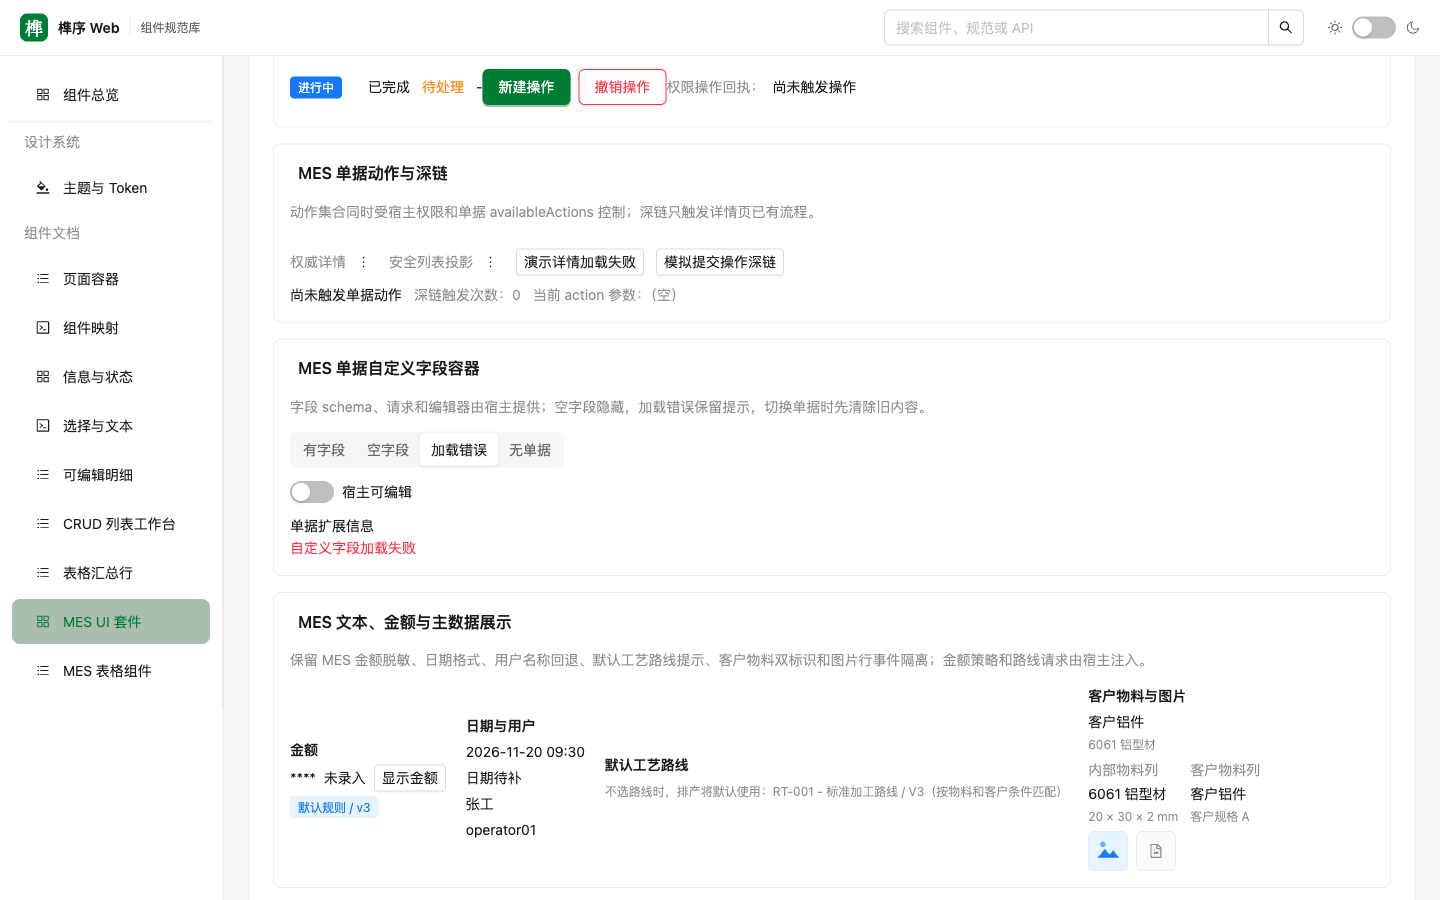 榫 榫序 Web 组件规范库 搜索组件、规范或 API
组件总览
设计系统
主题与 Token
组件文档
页面容器
组件映射
信息与状态
选择与文本
可编辑明细
CRUD 列表工作台
表格汇总行
MES UI 套件
MES 表格组件
进行中 已完成 待处理 - 新建操作 撤销操作 权限操作回执： 尚未触发操作
MES 单据动作与深链
动作集合同时受宿主权限和单据 availableActions 控制；深链只触发详情页已有流程。
权威详情 ⋮ 安全列表投影 ⋮ 演示详情加载失败 模拟提交操作深链
尚未触发单据动作 深链触发次数：0 当前 action 参数：（空）
MES 单据自定义字段容器
字段 schema、请求和编辑器由宿主提供；空字段隐藏，加载错误保留提示，切换单据时先清除旧内容。
有字段 空字段 加载错误 无单据
宿主可编辑
单据扩展信息
自定义字段加载失败
MES 文本、金额与主数据展示
保留 MES 金额脱敏、日期格式、用户名称回退、默认工艺路线提示、客户物料双标识和图片行事件隔离；金额策略和路线请求由宿主注入。
金额
**** 未录入 显示金额
默认规则 / v3
日期与用户
2026-11-20 09:30
日期待补
张工
operator01
默认工艺路线
不选路线时，排产将默认使用：RT-001 - 标准加工路线 / V3（按物料和客户条件匹配）
客户物料与图片
客户铝件
6061 铝型材
内部物料列 客户物料列
6061 铝型材 客户铝件
20 × 30 × 2 mm 客户规格 A